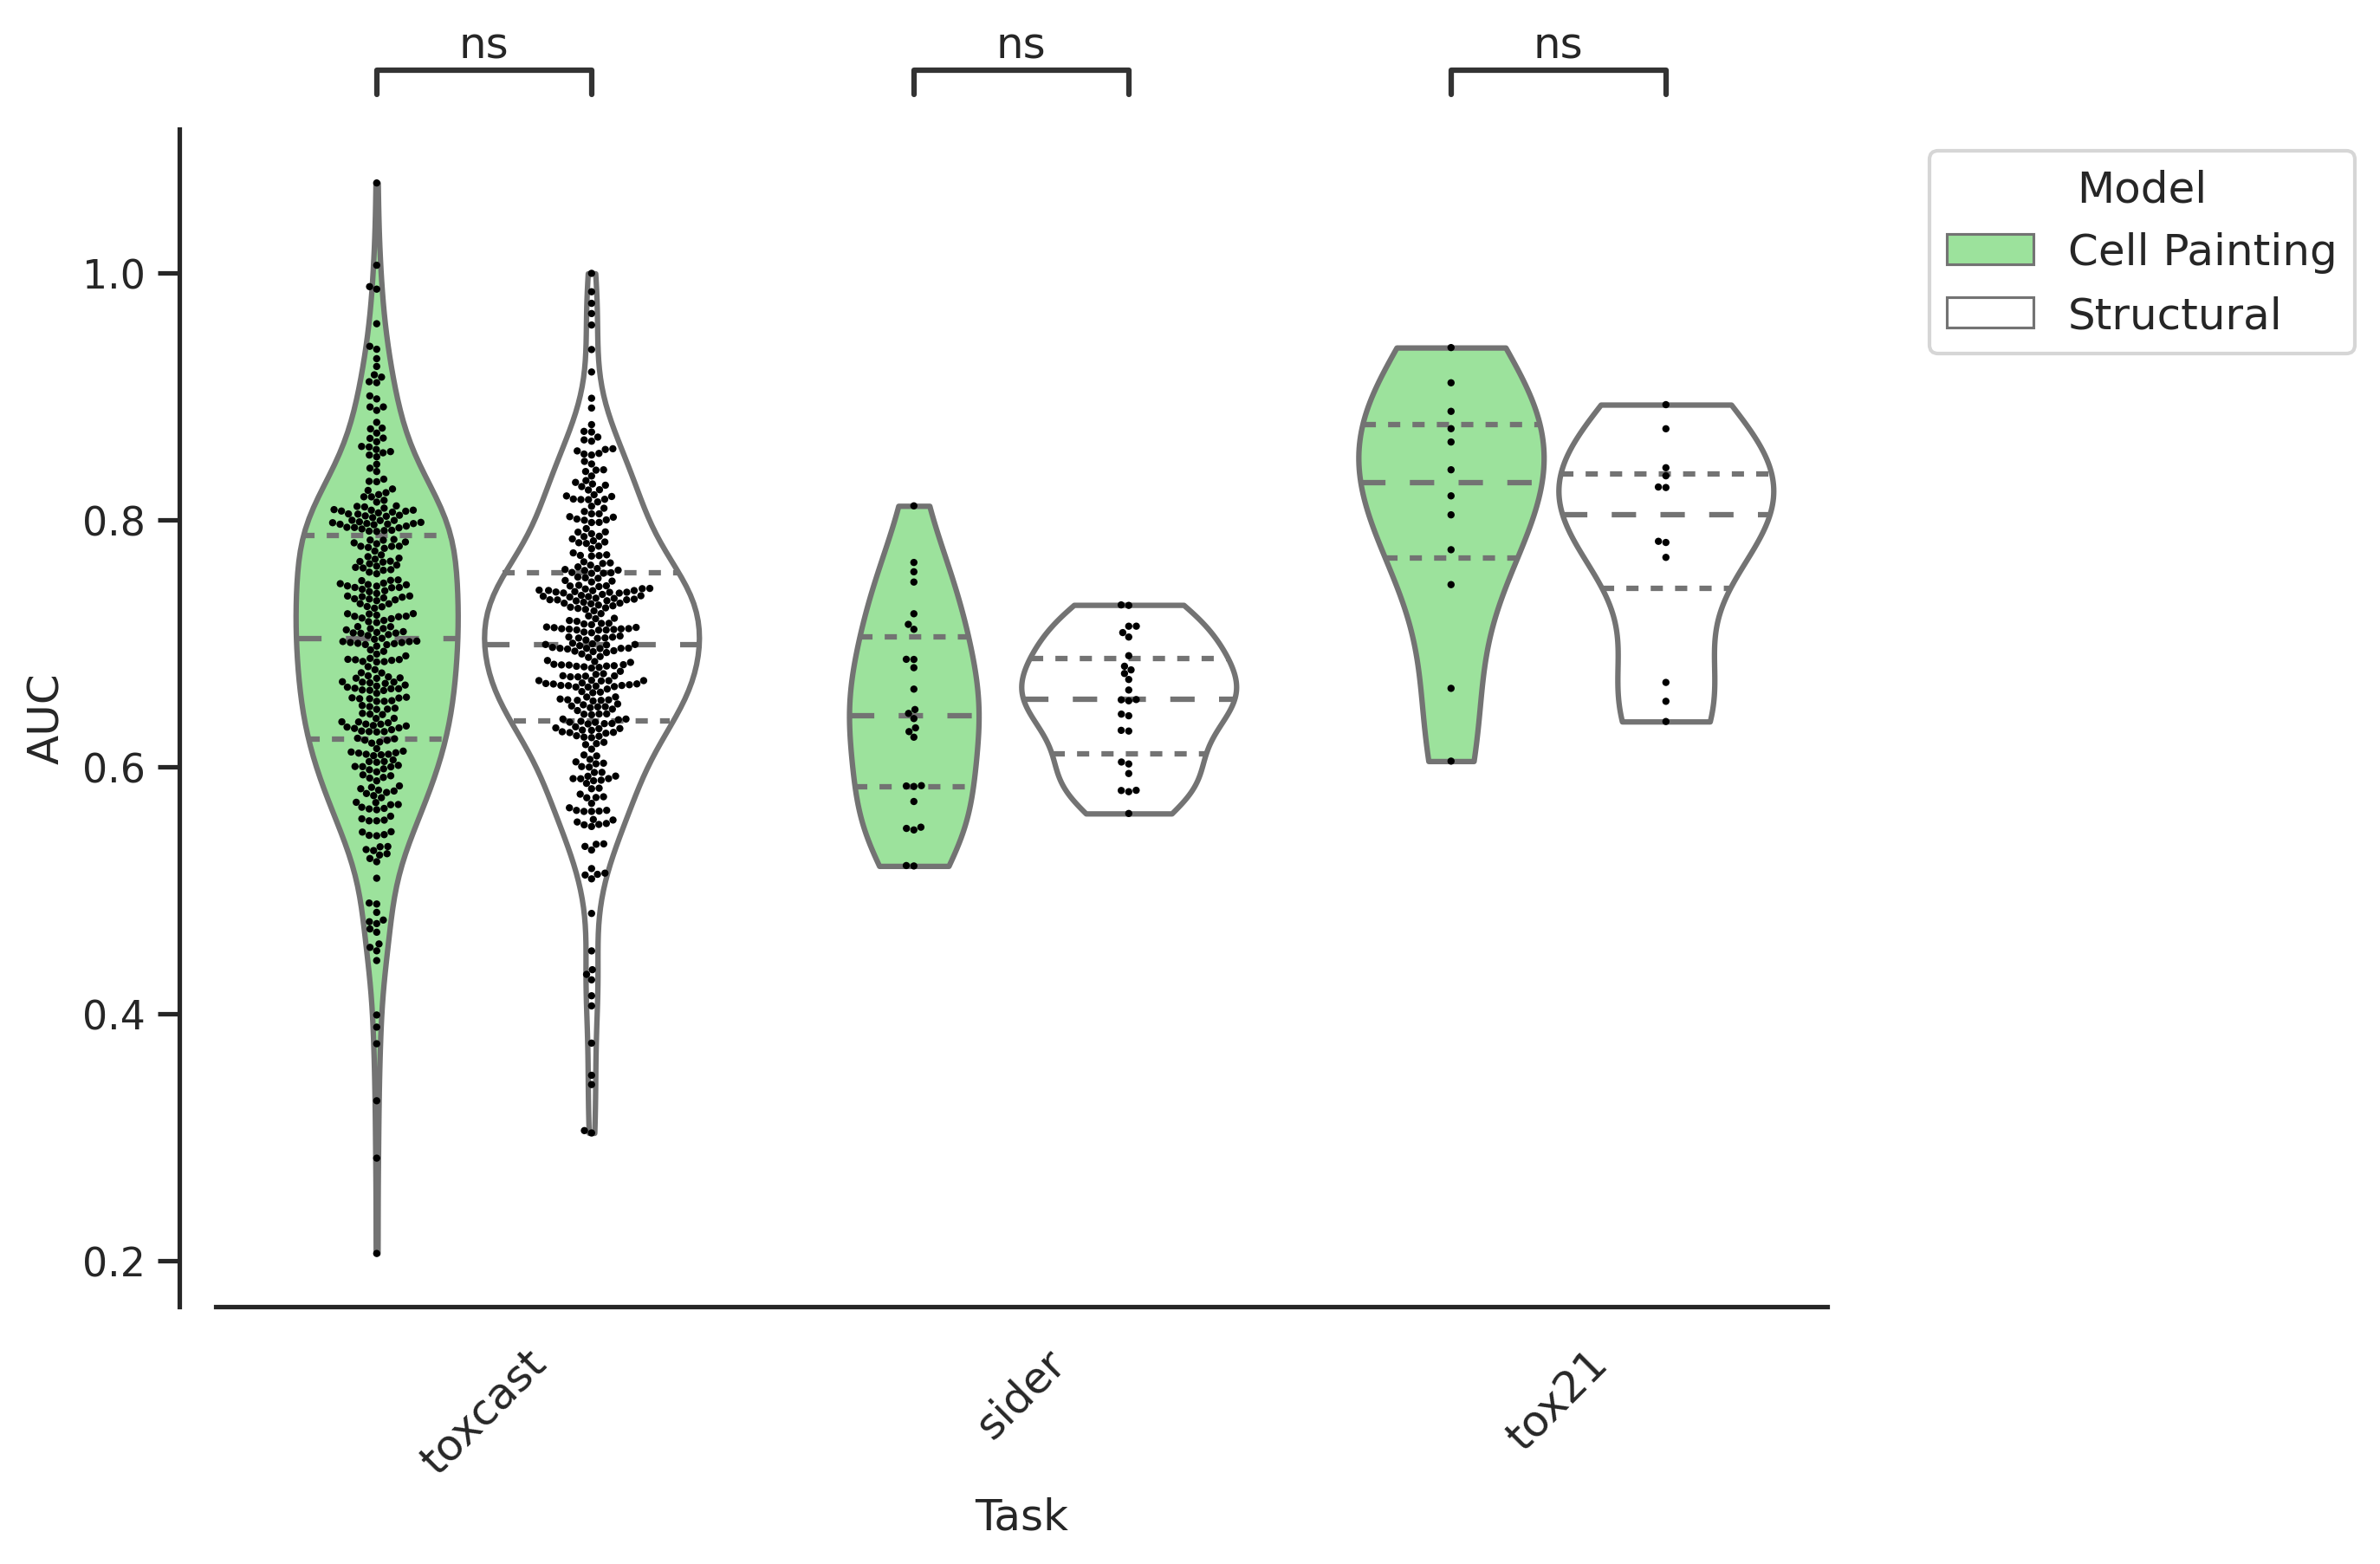 ns
ns
ns
Model
Cell Painting
Structural
AUC
1.0
0.8
0.6
0.4
0.2
toxcast
sider
tox21
Task